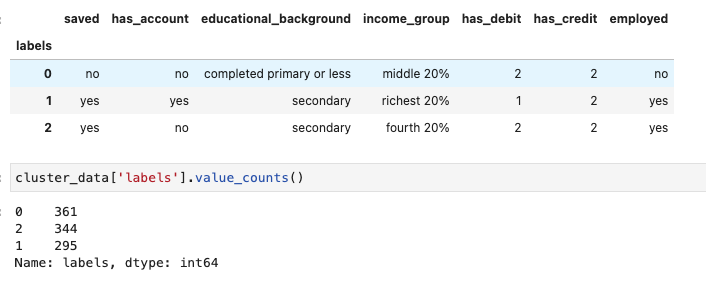 saved has_account educational_background income_group has_debit has_credit employed
labels
0 no no completed primary or less middle 20% 2 2 no
1 yes yes secondary richest 20% 1 2 yes
2 yes no secondary fourth 20% 2 2 yes
cluster_data['labels'].value_counts()
0 361
2 344
1 295
Name: labels, dtype: int64